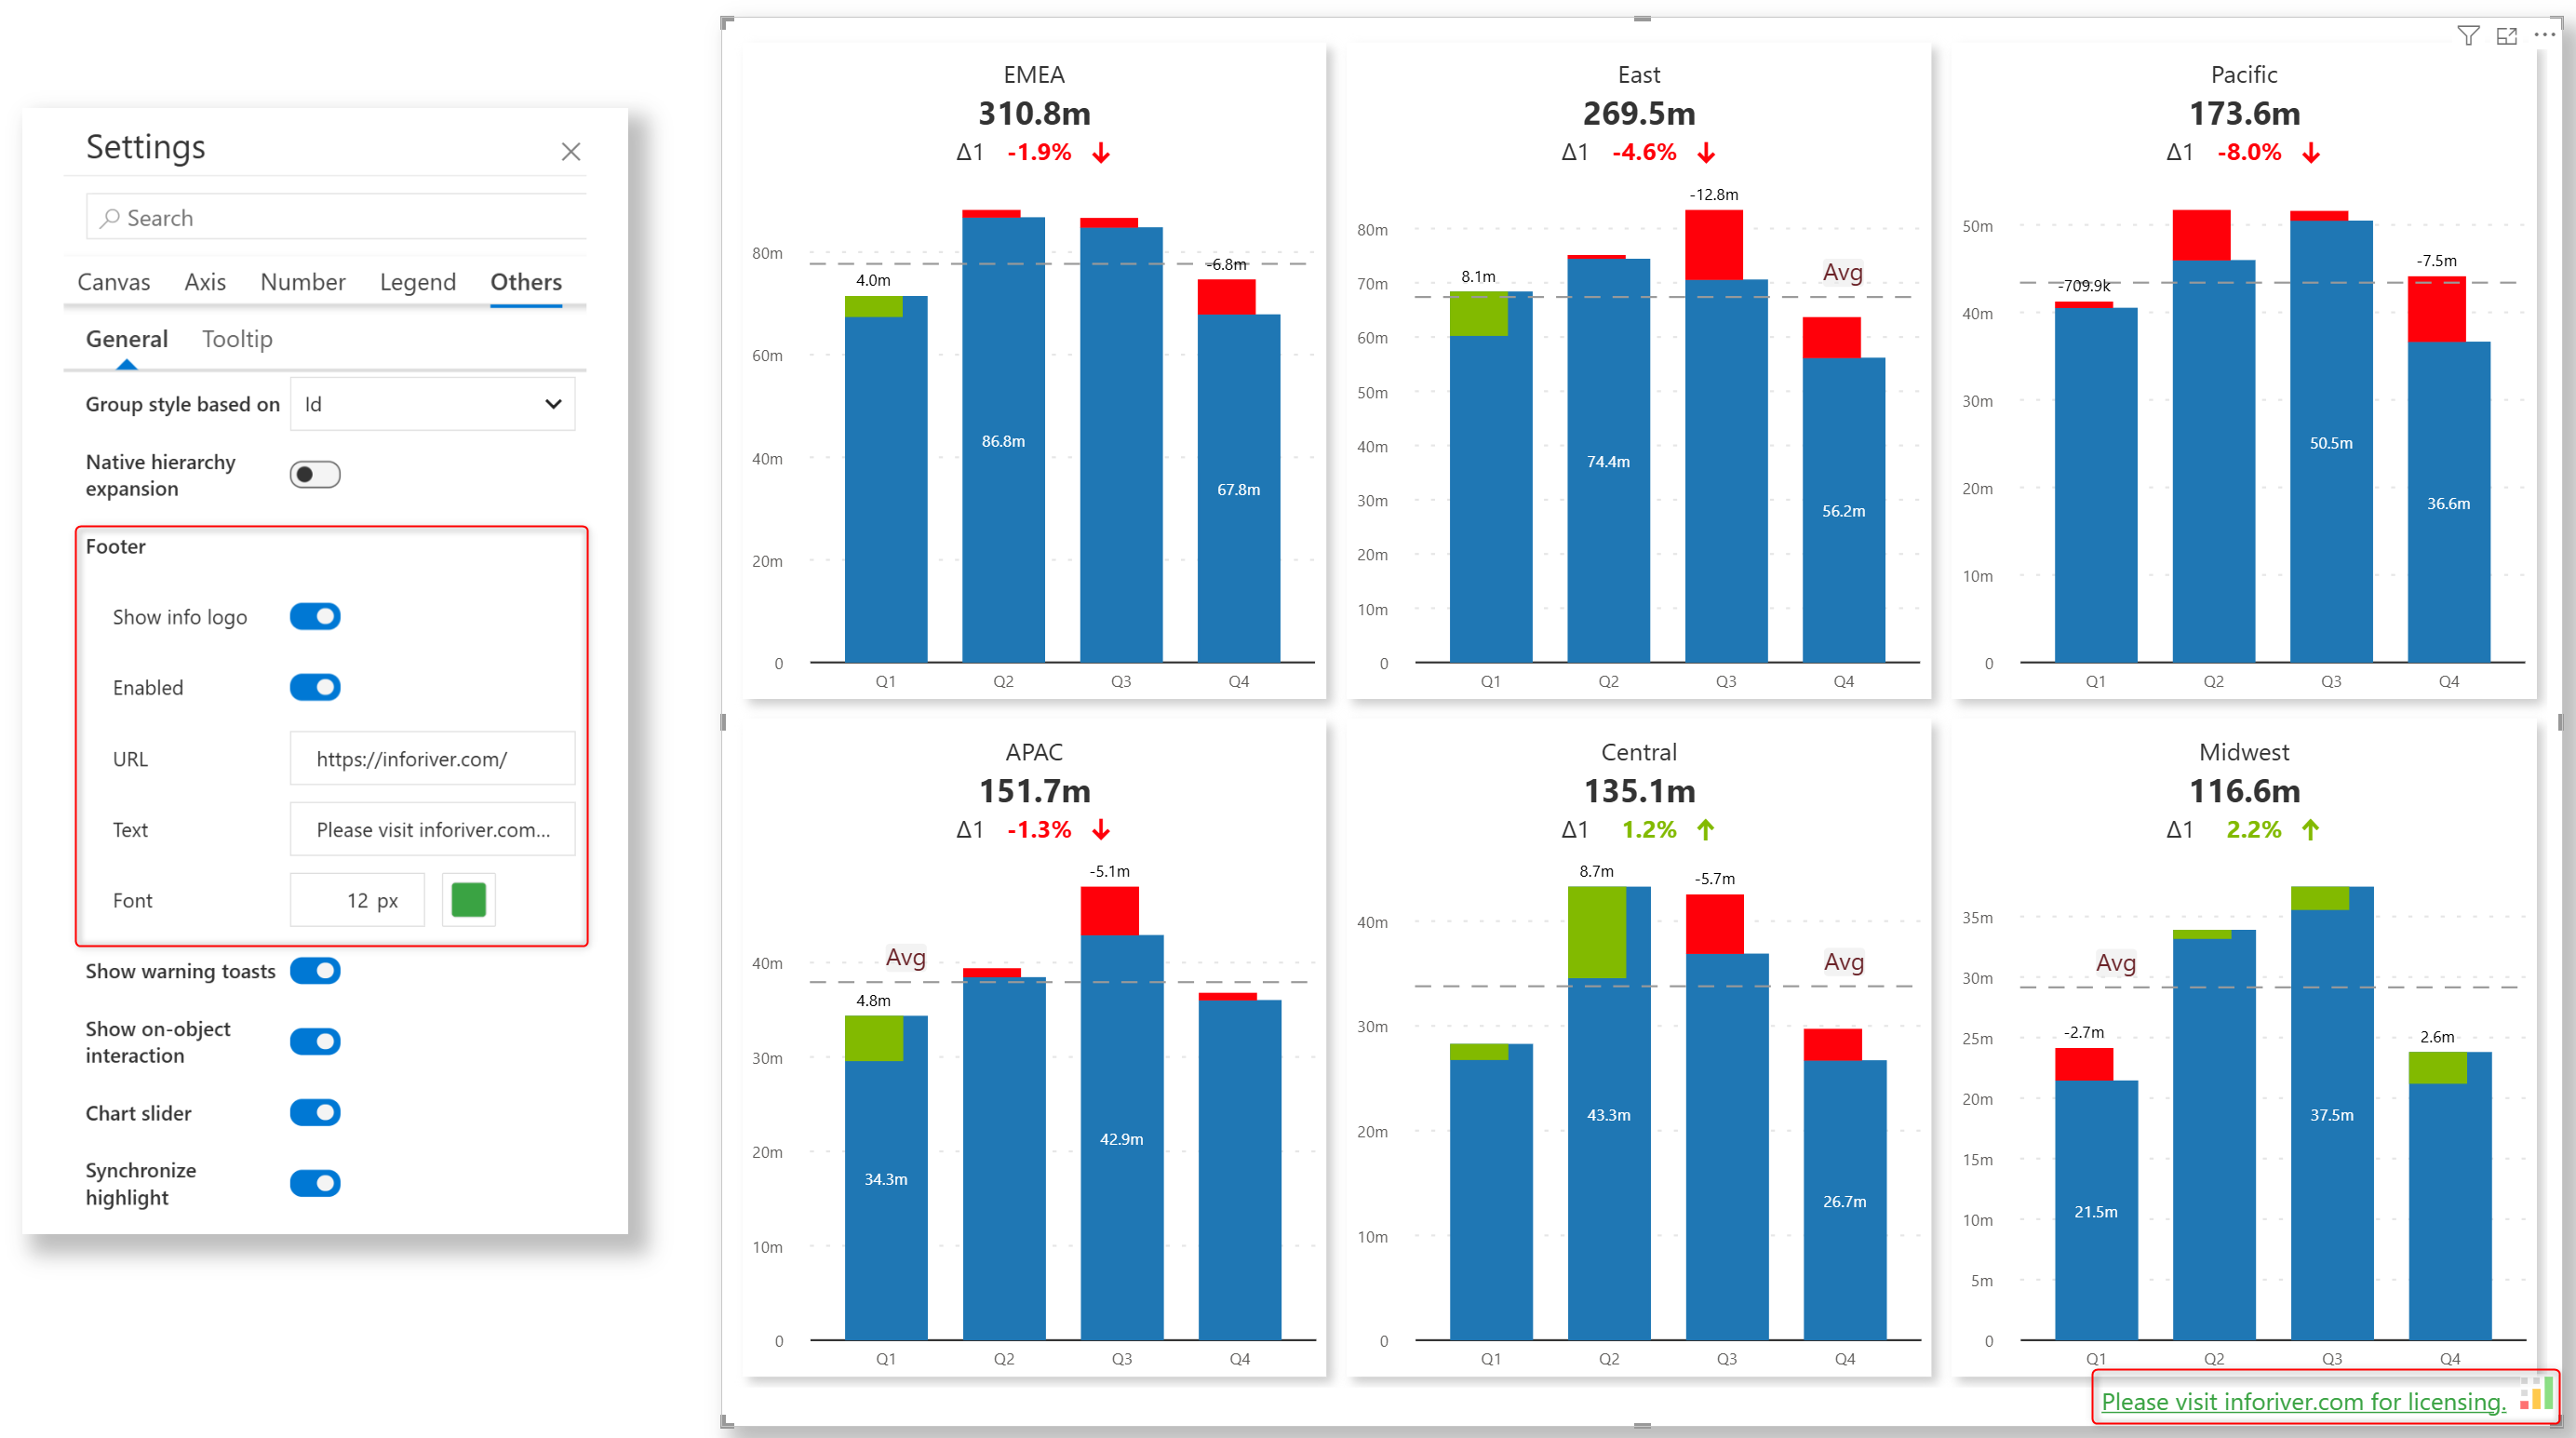 Settings
Search
Canvas Axis Number Legend Others
General Tooltip
Group style based on Id
Native hierarchy
expansion
Footer
Show info logo
Enabled
URL https://inforiver.com/
Text Please visit inforiver.com...
Font 12 px
Show warning toasts
Show on-object
interaction
Chart slider
Synchronize
highlight
EMEA
310.8m
Δ1 -1.9%
80m
60m
40m
20m
0
4.0m
86.8m
-6.8m
67.8m
Q1 Q2 Q3 Q4
East
269.5m
Δ1 -4.6%
80m
70m
60m
50m
40m
30m
20m
10m
0
8.1m
74.4m
-12.8m
Avg
56.2m
Q1 Q2 Q3 Q4
Pacific
173.6m
Δ1 -8.0%
50m
40m
30m
20m
10m
0
-709.9k
50.5m
-7.5m
36.6m
Q1 Q2 Q3 Q4
APAC
151.7m
Δ1 -1.3%
40m
30m
20m
10m
0
Avg
4.8m
34.3m
-5.1m
42.9m
Q1 Q2 Q3 Q4
Central
135.1m
Δ1 1.2%
40m
30m
20m
10m
0
8.7m
43.3m
-5.7m
Avg
26.7m
Q1 Q2 Q3 Q4
Midwest
116.6m
Δ1 2.2%
35m
30m
25m
20m
15m
10m
5m
0
Avg
-2.7m
21.5m
37.5m
2.6m
Q1 Q2 Q3 Q4
Please visit inforiver.com for licensing.